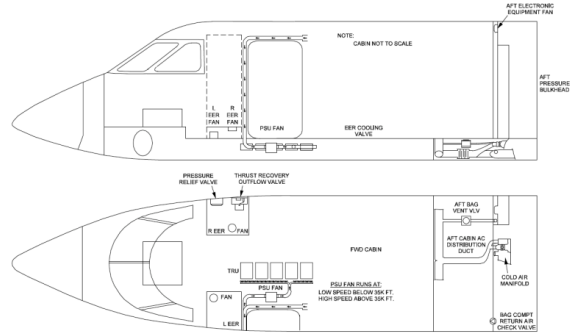 AFT ELECTRONIC
EQUIPMENT FAN
NOTE:
CABIN NOT TO SCALE
AFT
PRESSURE
BULKHEAD
L
EER
FAN
R
EER
FAN
PSU FAN
EER COOLING
VALVE
PRESSURE
RELIEF VALVE
THRUST RECOVERY
OUTFLOW VALVE
AFT BAG
VENT VLV
R EER
FAN
AFT CABIN AC
DISTRIBUTION
DUCT
FWD CABIN
TRU
COLD AIR
MANIFOLD
PSU FAN
PSU FAN RUNS AT:
LOW SPEED BELOW 35K FT.
HIGH SPEED ABOVE 35K FT.
FAN
BAG COMPT
RETURN AIR
CHECK VALVE
L EER